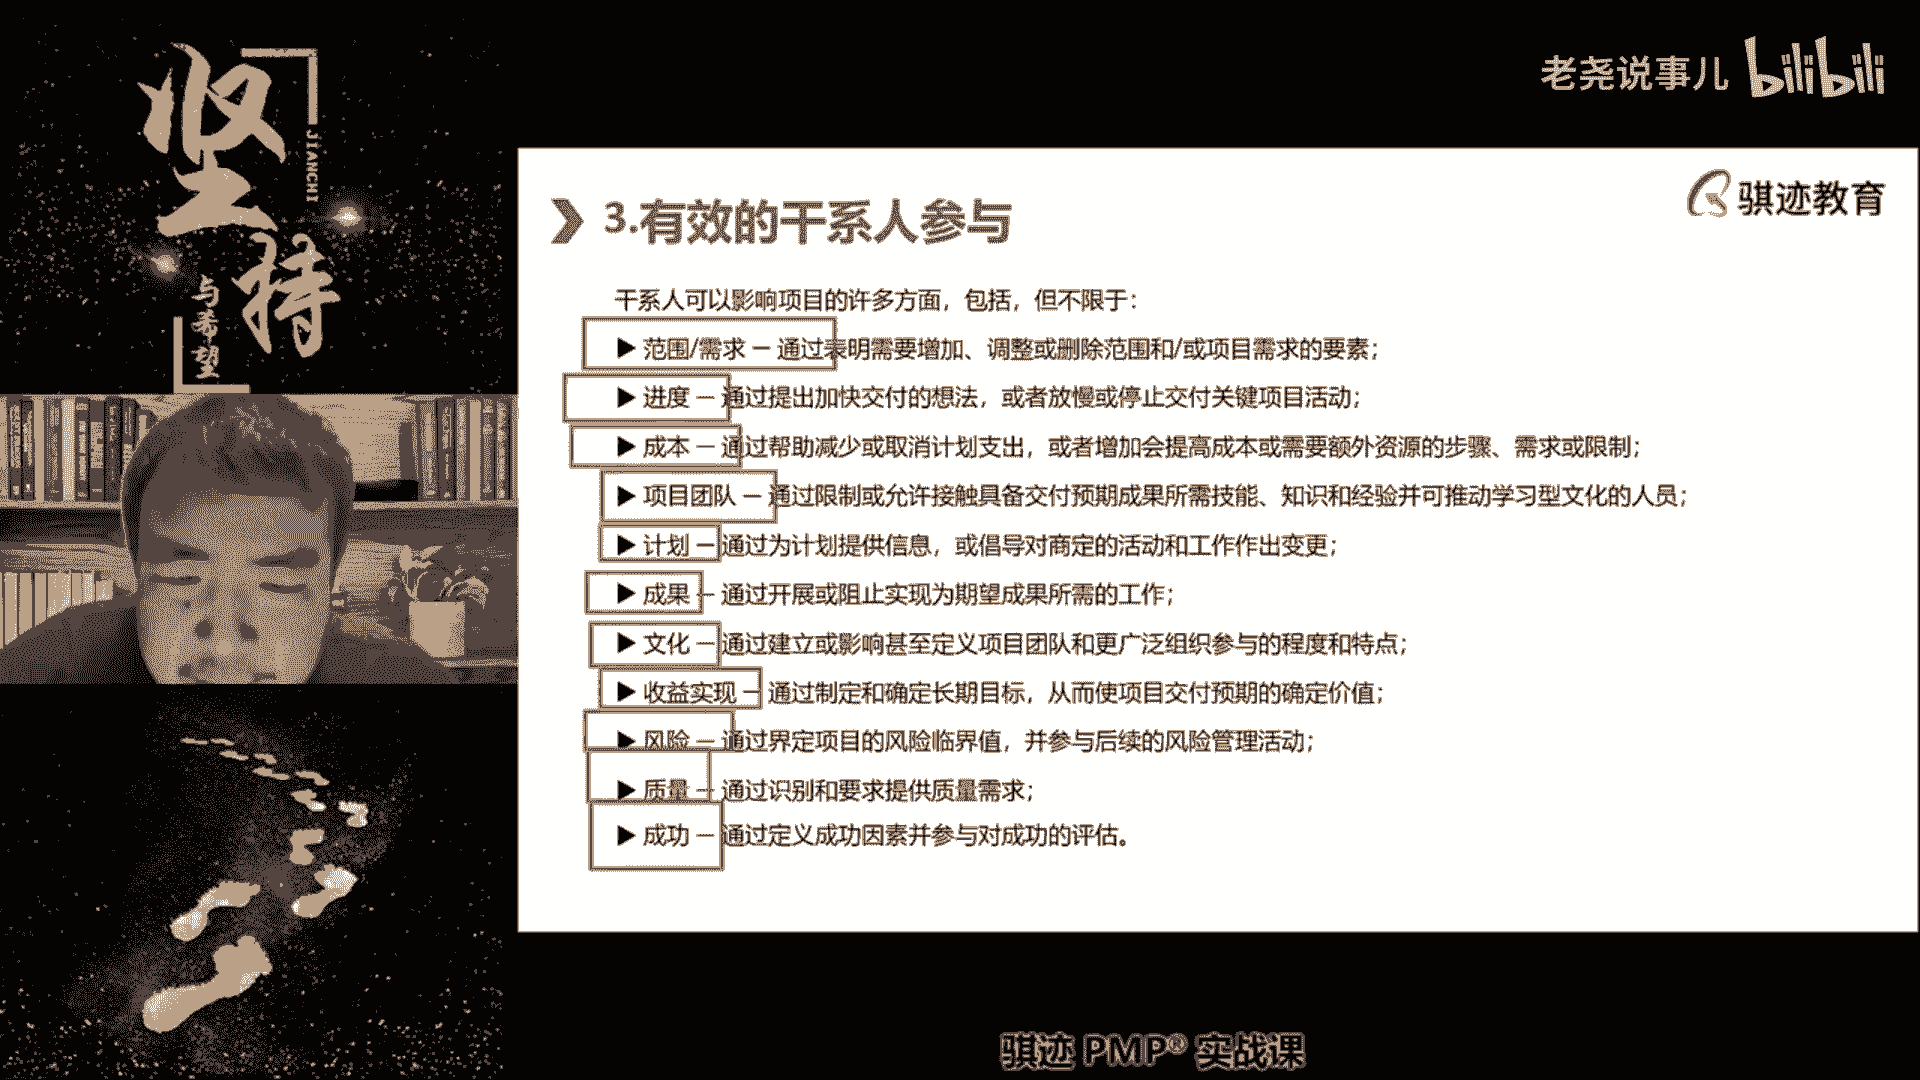 坚持
JIANCHI
与希望
老尧说事儿 bilibili
骐迹教育
3.有效的干系人参与
干系人可以影响项目的许多方面，包括，但不限于：
▶ 范围/需求 — 通过表明需要增加、调整或删除范围和/或项目需求的要素；
▶ 进度 — 通过提出加快交付的想法，或者放慢或停止交付关键项目活动；
▶ 成本 — 通过帮助减少或取消计划支出，或者增加会提高成本或需要额外资源的步骤、需求或限制；
▶ 项目团队 — 通过限制或允许接触具备交付预期成果所需技能、知识和经验并可推动学习型文化的人员；
▶ 计划 — 通过为计划提供信息，或倡导对商定的活动和工作作出变更；
▶ 成果 — 通过开展或阻止实现为期望成果所需的工作；
▶ 文化 — 通过建立或影响甚至定义项目团队和更广泛组织参与的程度和特点；
▶ 收益实现 — 通过制定和确定长期目标，从而使项目交付预期的确定价值；
▶ 风险 — 通过界定项目的风险临界值，并参与后续的风险管理活动；
▶ 质量 — 通过识别和要求提供质量需求；
▶ 成功 — 通过定义成功因素并参与对成功的评估。
骐迹 PMP® 实战课